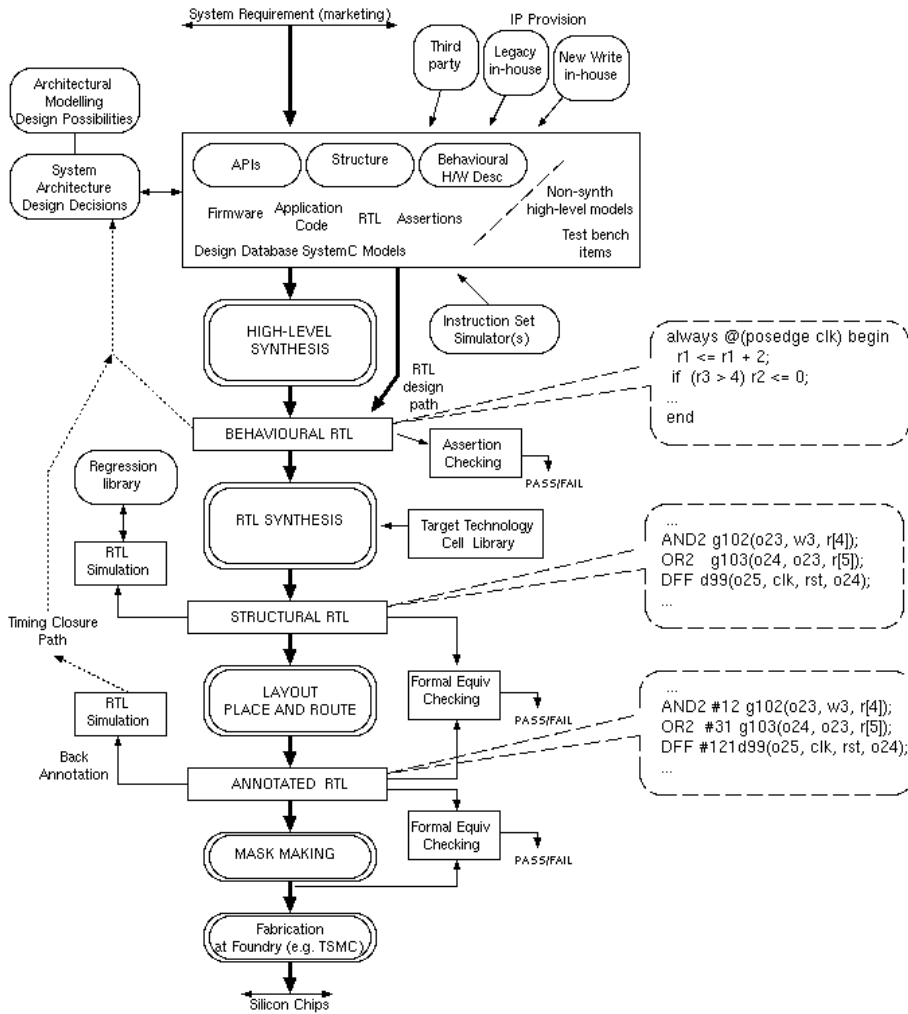 System Requirement (marketing)
IP Provision
Third
party
Legacy
in-house
New Write
in-house
Architectural
Modelling
Design Possibilities
System
Architecture
Design Decisions
APIs
Structure
Behavioural
H/W Desc
Non-synth
high-level models
Firmware
Application
Code
RTL
Assertions
Test bench
items
Design Database SystemC Models
HIGH-LEVEL
SYNTHESIS
Instruction Set
Simulator(s)
RTL
design
path
always @(posedge clk) begin
r1 <= r1 + 2;
if (r3 > 4) r2 <= 0;
...
end
BEHAVIOURAL RTL
Assertion
Checking
PASS/FAIL
Regression
library
RTL SYNTHESIS
Target Technology
Cell Library
RTL
Simulation
...
AND2 g102(o23, w3, r[4]);
OR2 g103(o24, o23, r[5]);
DFF d99(o25, clk, rst, o24);
...
STRUCTURAL RTL
Timing Closure
Path
LAYOUT
PLACE AND ROUTE
Formal Equiv
Checking
PASS/FAIL
RTL
Simulation
Back
Annotation
...
AND2 #12 g102(o23, w3, r[4]);
OR2 #31 g103(o24, o23, r[5]);
DFF #121d99(o25, clk, rst, o24);
...
ANNOTATED RTL
MASK MAKING
Formal Equiv
Checking
PASS/FAIL
Fabrication
at Foundry (e.g. TSMC)
Silicon Chips